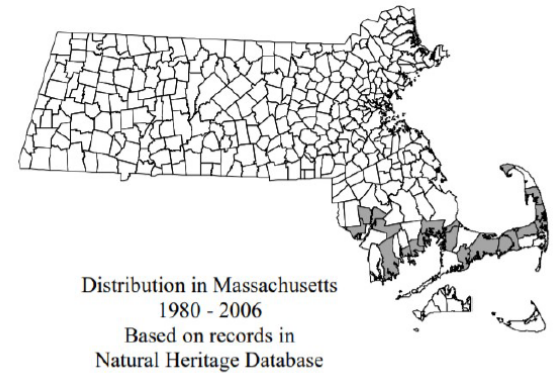 Distribution in Massachusetts
1980 - 2006
Based on records in
Natural Heritage Database